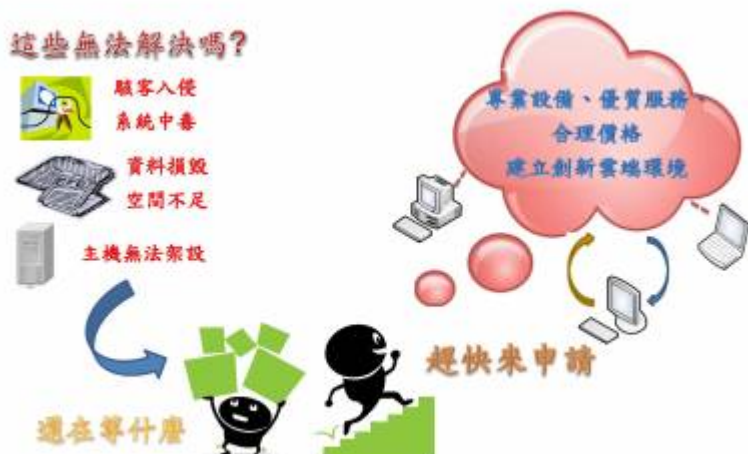 這些無法解決嗎?
駭客入侵
系統中毒
資料損毀
空間不足
主機無法架設
專業設備、優質服務、
合理價格
建立創新雲端環境
趕快來申請
還在等什麼